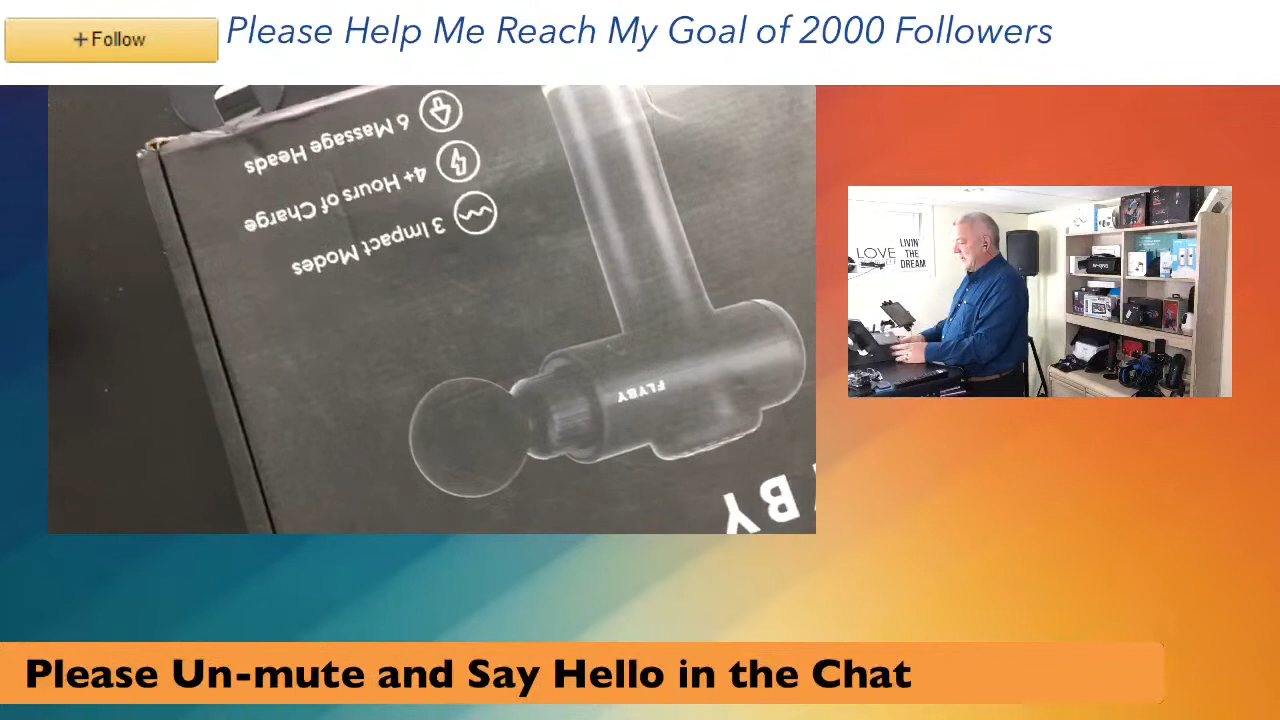 +Follow
Please Help Me Reach My Goal of 2000 Followers
6 Massage Heads
4+ Hours of Charge
3 Impact Modes
FLYBY
BY
LOVE
LIVIN'
THE
DREAM
Please Un-mute and Say Hello in the Chat